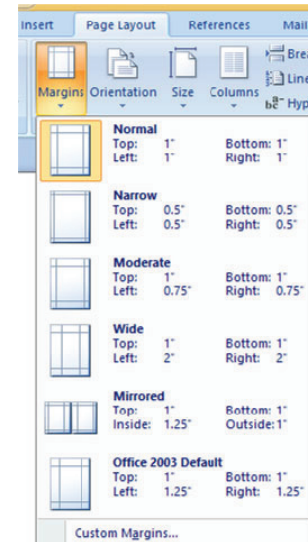 Insert Page Layout References Mail
Margins Orientation Size Columns
Brea
Line
Hyp
Normal
Top: 1" Bottom: 1"
Left: 1" Right: 1"
Narrow
Top: 0.5" Bottom: 0.5"
Left: 0.5" Right: 0.5"
Moderate
Top: 1" Bottom: 1"
Left: 0.75" Right: 0.75"
Wide
Top: 1" Bottom: 1"
Left: 2" Right: 2"
Mirrored
Top: 1" Bottom: 1"
Inside: 1.25" Outside:1"
Office 2003 Default
Top: 1" Bottom: 1"
Left: 1.25" Right: 1.25"
Custom Margins...